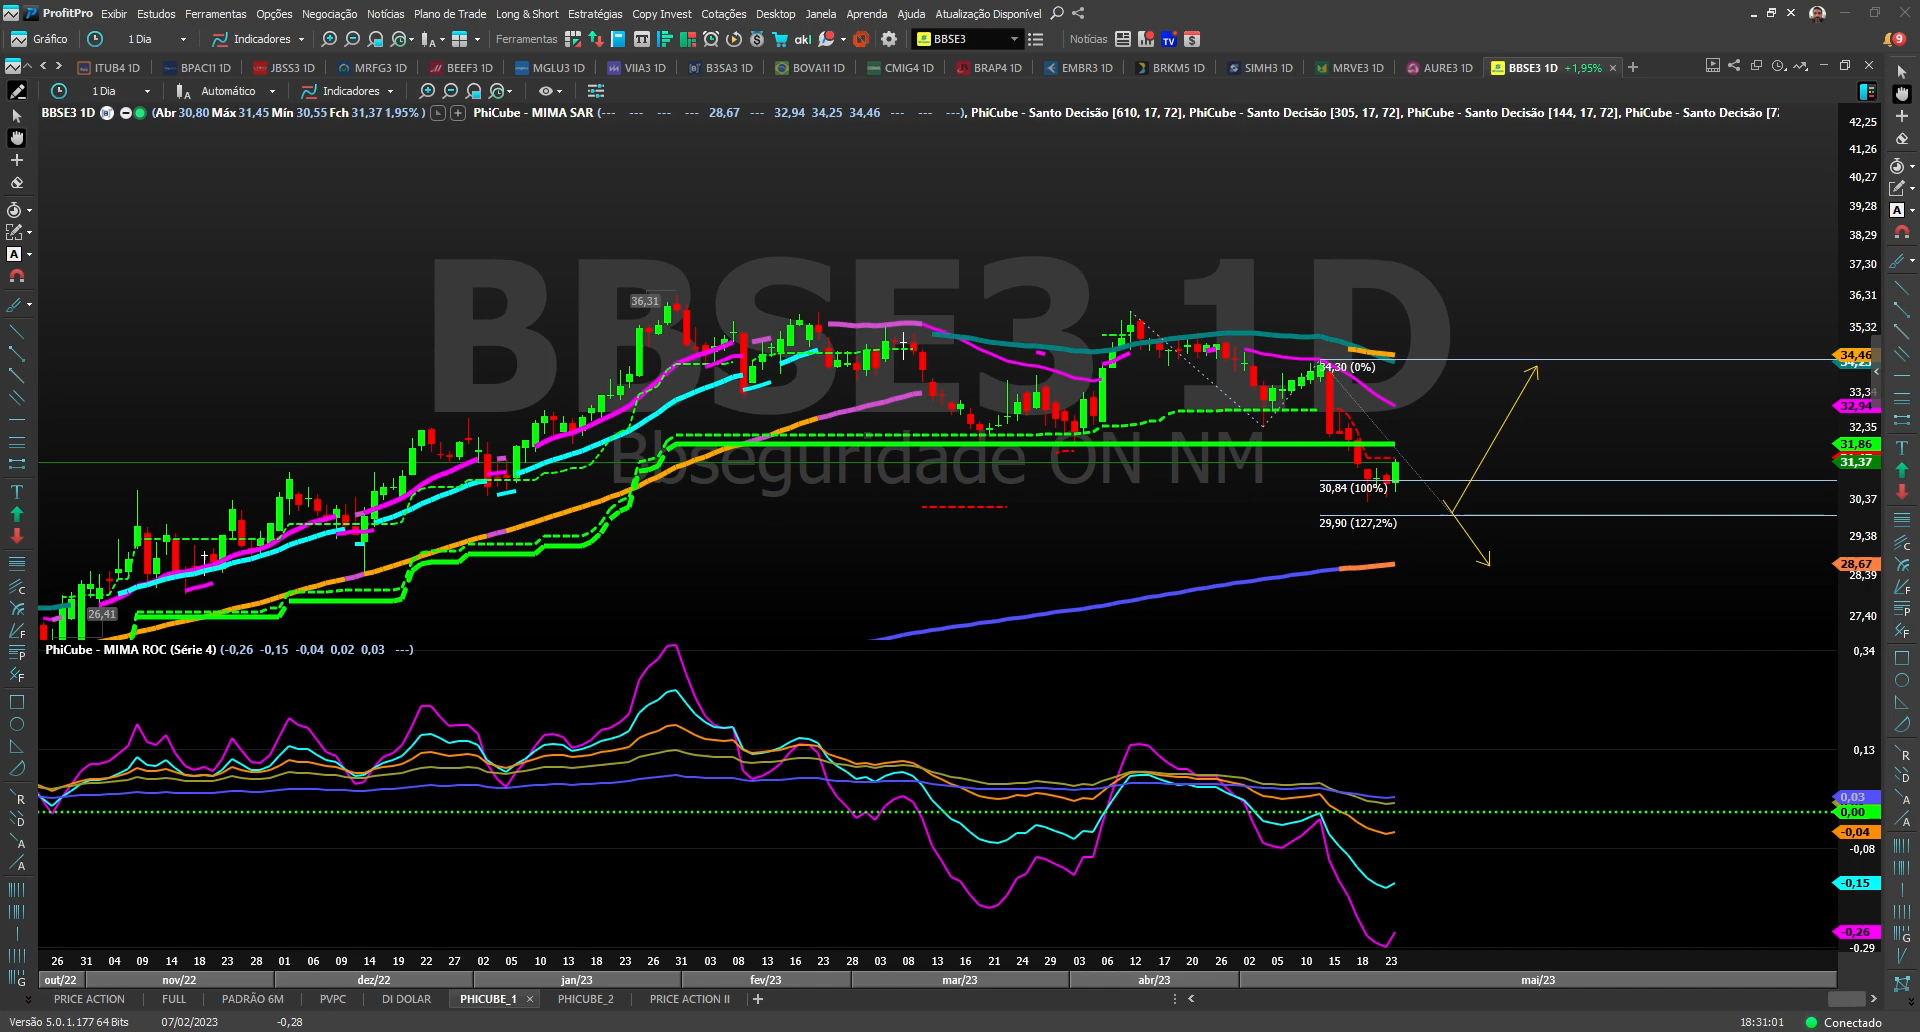 ProfitPro Exibir Estudos Ferramentas Opções Negociação Notícias Plano de Trade Long & Short Estratégias Copy Invest Cotações Desktop Janela Aprenda Ajuda Atualização Disponível
Gráfico 1 Dia Indicadores Ferramentas BBSE3 Notícias 9
ITUB4 1D BPAC11 1D JBSS3 1D MRFG3 1D BEEF3 1D MGLU3 1D VIIA3 1D B3SA3 1D BOVA11 1D CMIG4 1D BRAP4 1D EMBR3 1D BRKM5 1D SIMH3 1D MRVE3 1D AURE3 1D BBSE3 1D +1,95%
1 Dia Automático Indicadores
BBSE3 1D (Abr 30,80 Máx 31,45 Mín 30,55 Fch 31,37 1,95% ) PhiCube - MIMA SAR (--- --- --- --- 28,67 --- 32,94 34,25 34,46 --- --- ---), PhiCube - Santo Decisão [610, 17, 72], PhiCube - Santo Decisão [305, 17, 72], PhiCube - Santo Decisão [144, 17, 72], PhiCube - Santo Decisão [7
42,25
41,26
40,27
39,28
38,29
37,30
36,31
35,32
34,46
32,94
32,35
31,86
31,37
30,37
29,38
28,67
28,39
27,40
BBSE3 1D
Bbseguridade ON NM
36,31
26,41
34,30 (0%)
30,84 (100%)
29,90 (127,2%)
PhiCube - MIMA ROC (Série 4) (-0,26 -0,15 -0,04 0,02 0,03 ---)
0,34
0,13
0,03
0,00
-0,04
-0,08
-0,15
-0,26
-0,29
26 31 04 09 14 18 23 28 01 06 09 14 19 22 27 02 05 10 13 18 23 26 31 03 08 13 16 23 28 03 08 13 16 21 24 29 03 06 12 17 20 26 02 05 10 15 18 23
out/22 nov/22 dez/22 jan/23 fev/23 mar/23 abr/23 mai/23
PRICE ACTION FULL PADRÃO 6M PVPC DI DOLAR PHICUBE_1 PHICUBE_2 PRICE ACTION II
Versão 5.0.1.177 64 Bits 07/02/2023 -0,28 18:31:01 Conectado